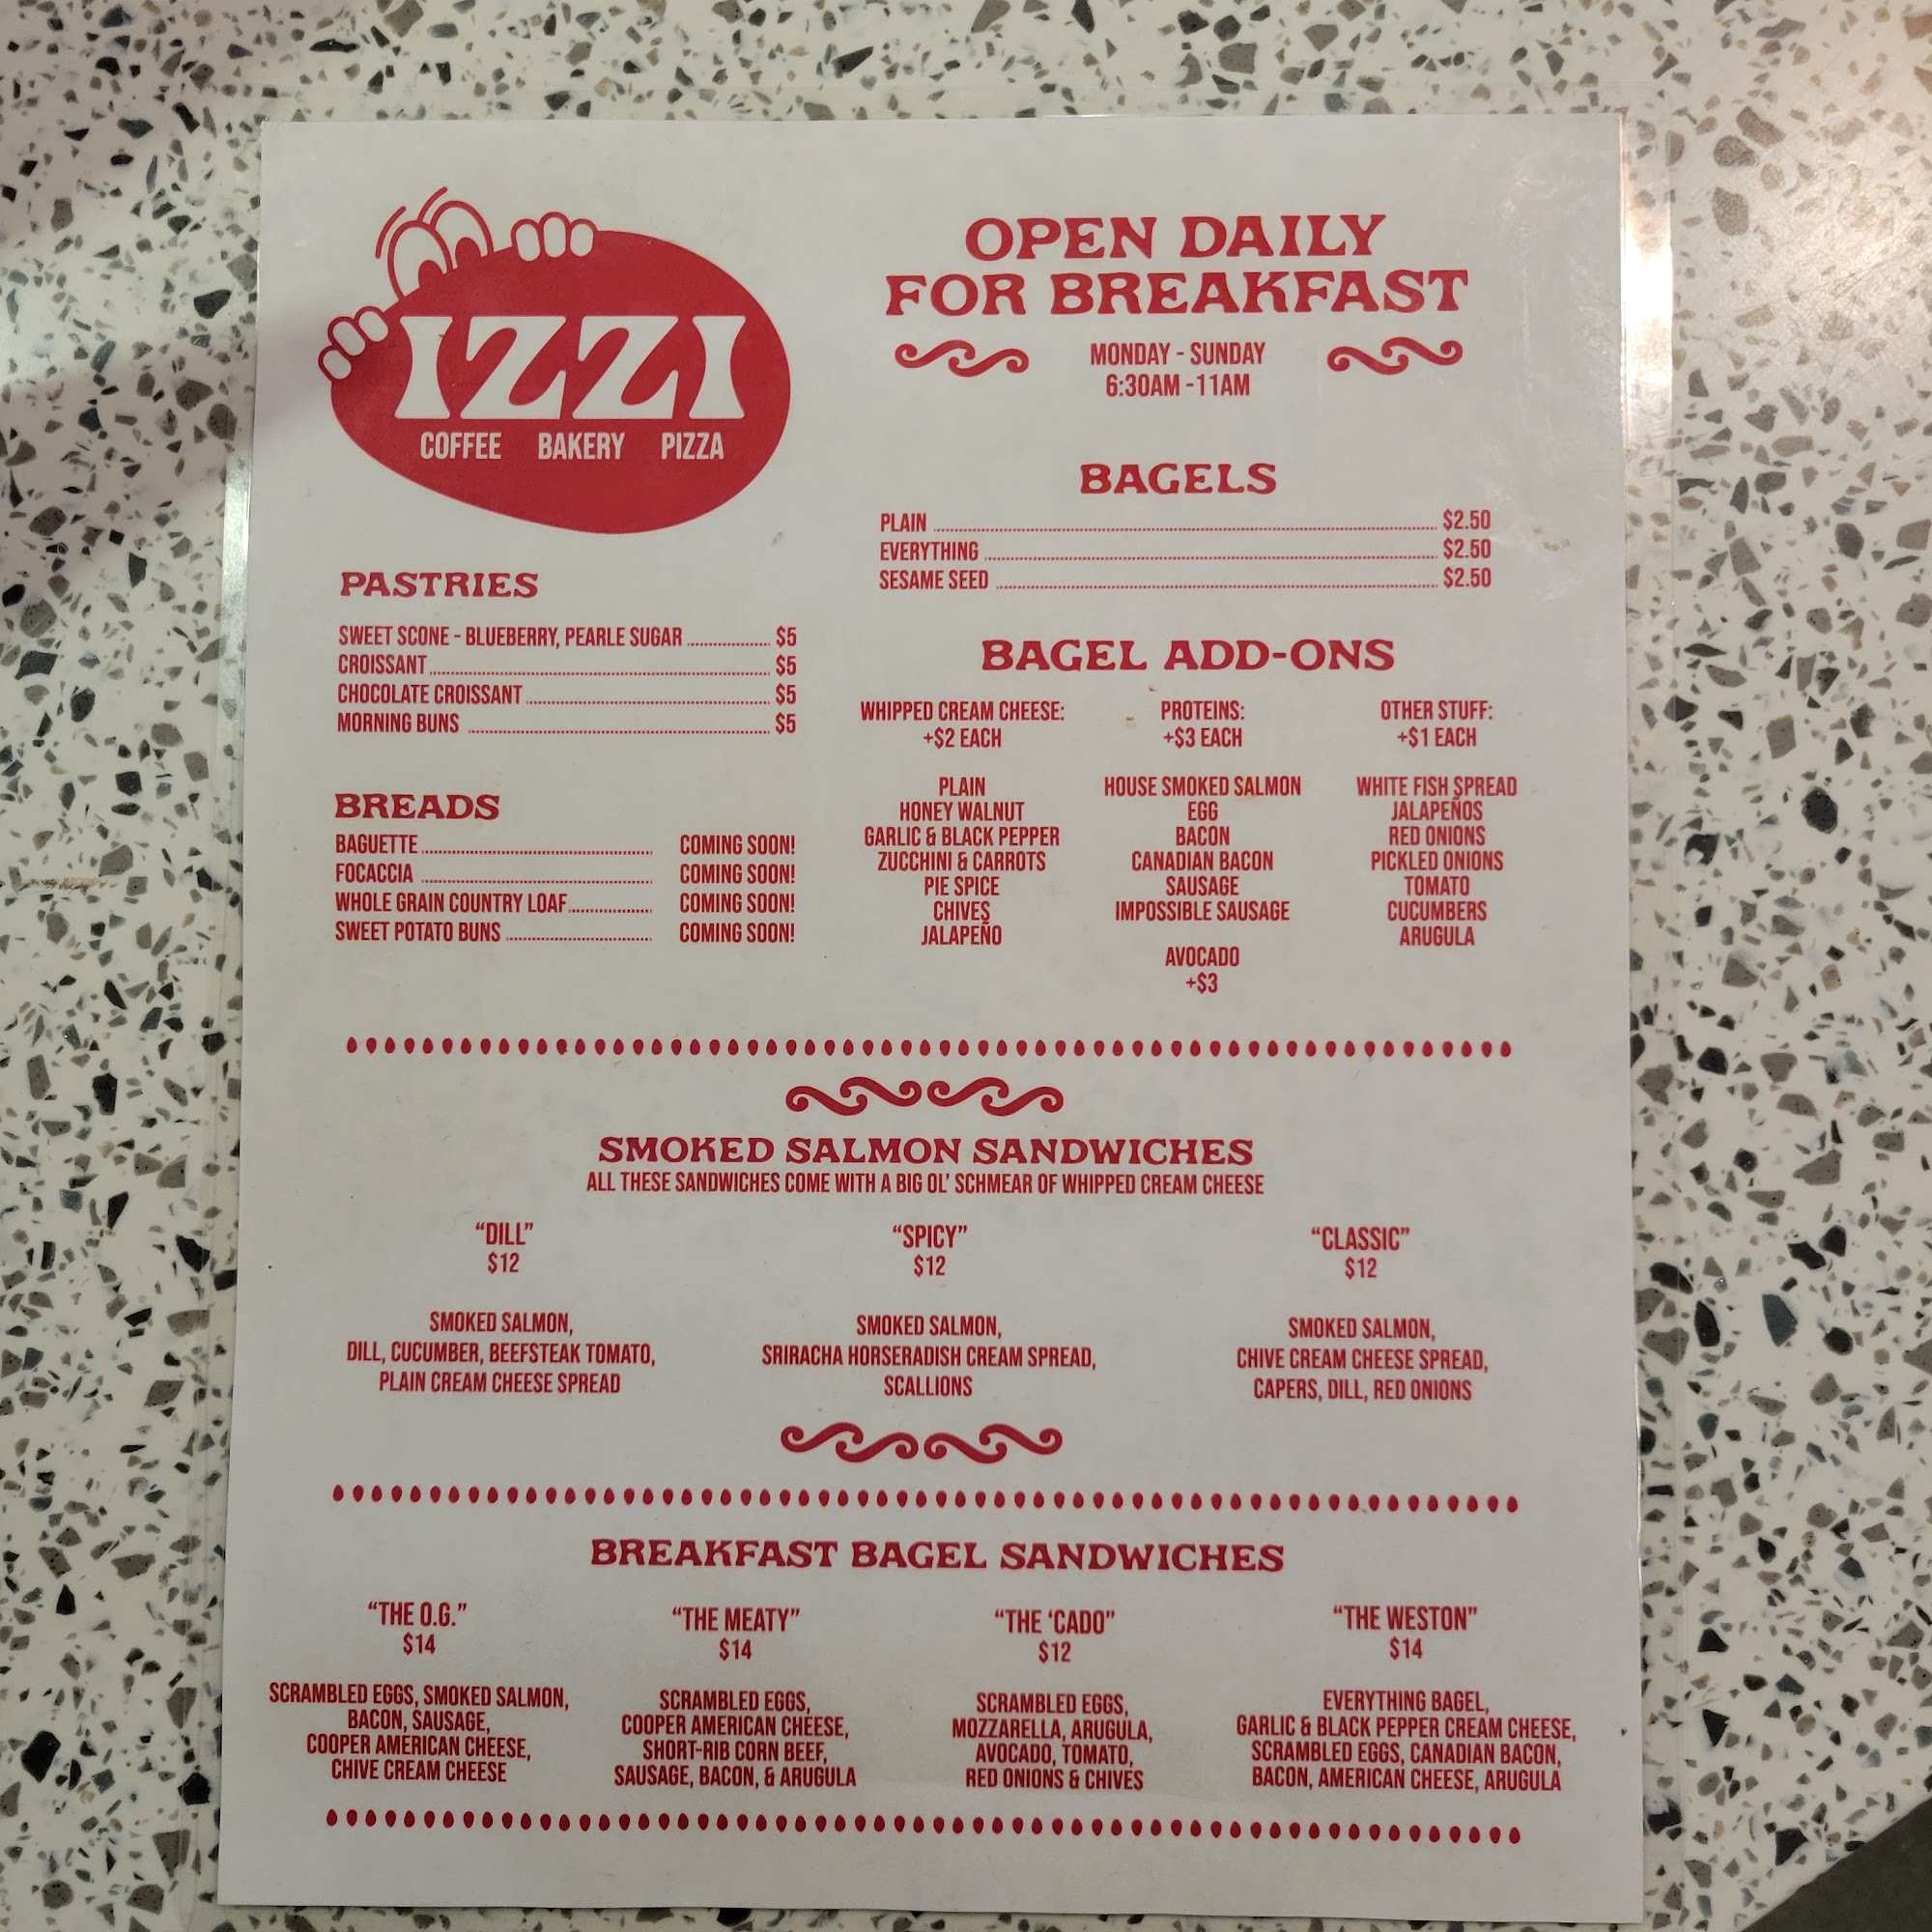 IZZI
COFFEE BAKERY PIZZA
OPEN DAILY
FOR BREAKFAST
MONDAY - SUNDAY
6:30AM -11AM
PASTRIES
SWEET SCONE - BLUEBERRY, PEARLE SUGAR $5
CROISSANT $5
CHOCOLATE CROISSANT $5
MORNING BUNS $5
BREADS
BAGUETTE COMING SOON!
FOCACCIA COMING SOON!
WHOLE GRAIN COUNTRY LOAF COMING SOON!
SWEET POTATO BUNS COMING SOON!
BAGELS
PLAIN $2.50
EVERYTHING $2.50
SESAME SEED $2.50
BAGEL ADD-ONS
WHIPPED CREAM CHEESE:
+$2 EACH
PLAIN
HONEY WALNUT
GARLIC & BLACK PEPPER
ZUCCHINI & CARROTS
PIE SPICE
CHIVES
JALAPEÑO
PROTEINS:
+$3 EACH
HOUSE SMOKED SALMON
EGG
BACON
CANADIAN BACON
SAUSAGE
IMPOSSIBLE SAUSAGE
AVOCADO
+$3
OTHER STUFF:
+$1 EACH
WHITE FISH SPREAD
JALAPEÑOS
RED ONIONS
PICKLED ONIONS
TOMATO
CUCUMBERS
ARUGULA
SMOKED SALMON SANDWICHES
ALL THESE SANDWICHES COME WITH A BIG OL’ SCHMEAR OF WHIPPED CREAM CHEESE
“DILL”
$12
SMOKED SALMON,
DILL, CUCUMBER, BEEFSTEAK TOMATO,
PLAIN CREAM CHEESE SPREAD
“SPICY”
$12
SMOKED SALMON,
SRIRACHA HORSERADISH CREAM SPREAD,
SCALLIONS
“CLASSIC”
$12
SMOKED SALMON,
CHIVE CREAM CHEESE SPREAD,
CAPERS, DILL, RED ONIONS
BREAKFAST BAGEL SANDWICHES
“THE O.G.”
$14
SCRAMBLED EGGS, SMOKED SALMON,
BACON, SAUSAGE,
COOPER AMERICAN CHEESE,
CHIVE CREAM CHEESE
“THE MEATY”
$14
SCRAMBLED EGGS,
COOPER AMERICAN CHEESE,
SHORT-RIB CORN BEEF,
SAUSAGE, BACON, & ARUGULA
“THE ‘CADO”
$12
SCRAMBLED EGGS,
MOZZARELLA, ARUGULA,
AVOCADO, TOMATO,
RED ONIONS & CHIVES
“THE WESTON”
$14
EVERYTHING BAGEL,
GARLIC & BLACK PEPPER CREAM CHEESE,
SCRAMBLED EGGS, CANADIAN BACON,
BACON, AMERICAN CHEESE, ARUGULA